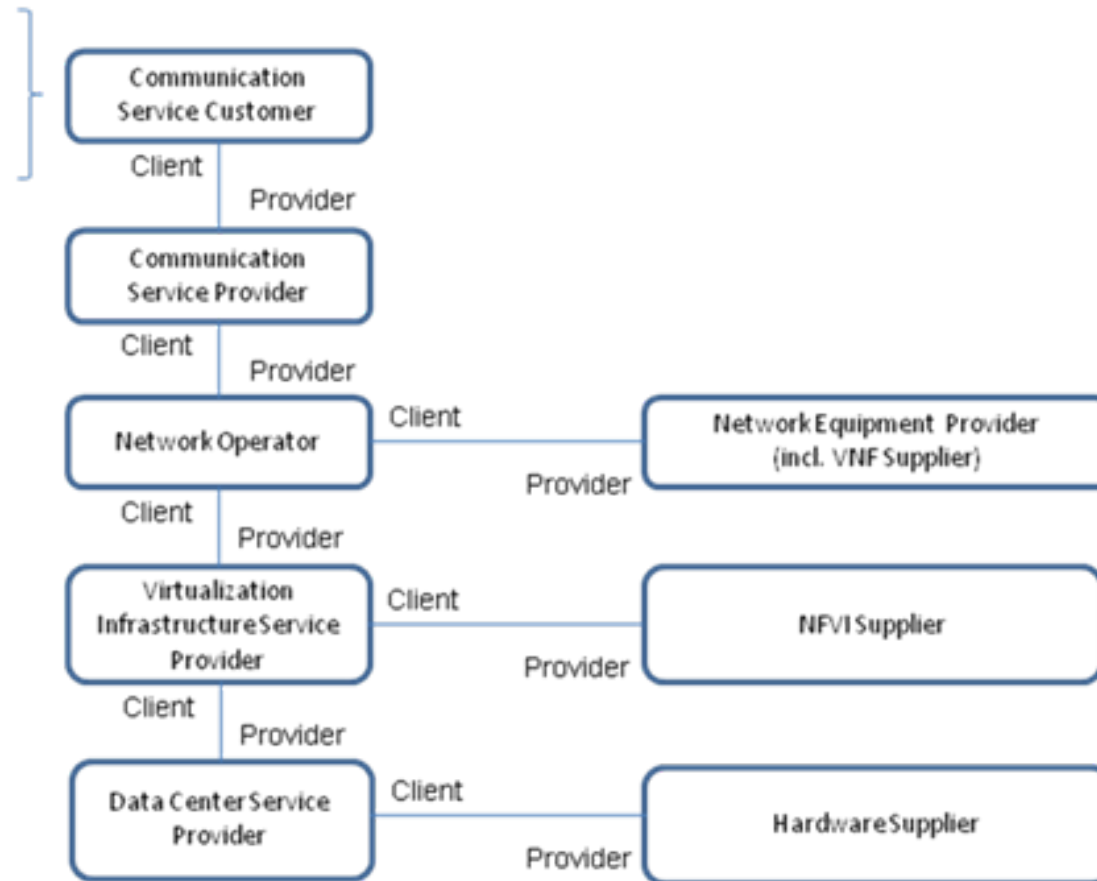 Communication
Service Customer
Client
Provider
Communication
Service Provider
Client
Provider
Network Operator
Client
Provider
Network Equipment Provider
(incl. VNF Supplier)
Client
Provider
Virtualization
Infrastructure Service
Provider
Client
Provider
NFVI Supplier
Client
Provider
Data Center Service
Provider
Client
Provider
Hardware Supplier